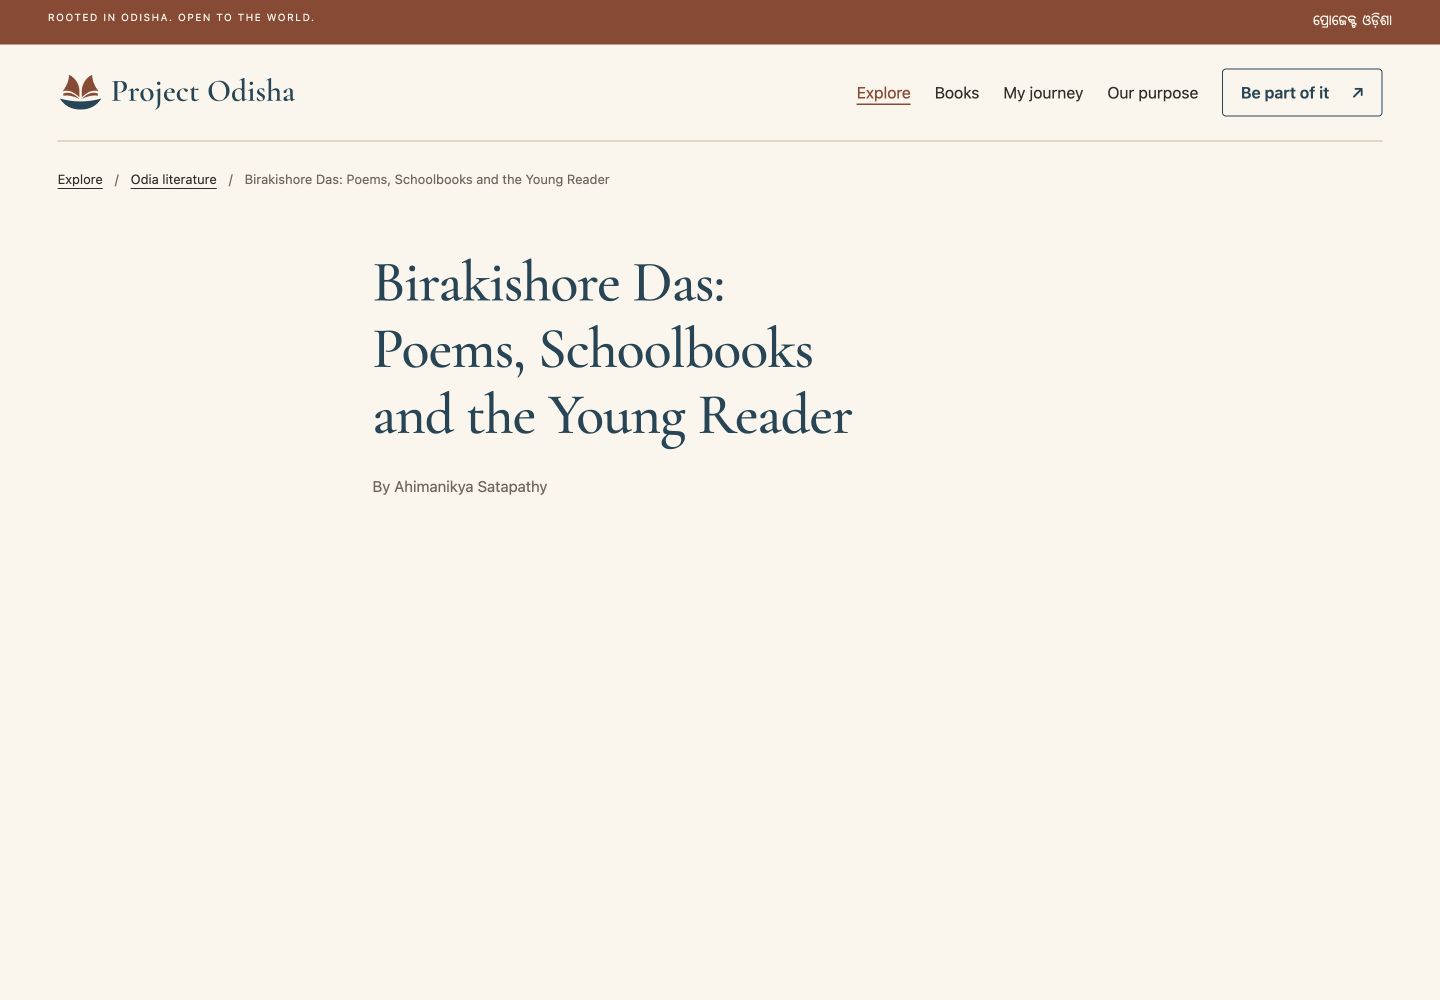 ROOTED IN ODISHA. OPEN TO THE WORLD.
ପ୍ରୋଜେକ୍ଟ ଓଡ଼ିଶା
Project Odisha
Explore
Books
My journey
Our purpose
Be part of it
Explore / Odia literature / Birakishore Das: Poems, Schoolbooks and the Young Reader
Birakishore Das:
Poems, Schoolbooks
and the Young Reader
By Ahimanikya Satapathy